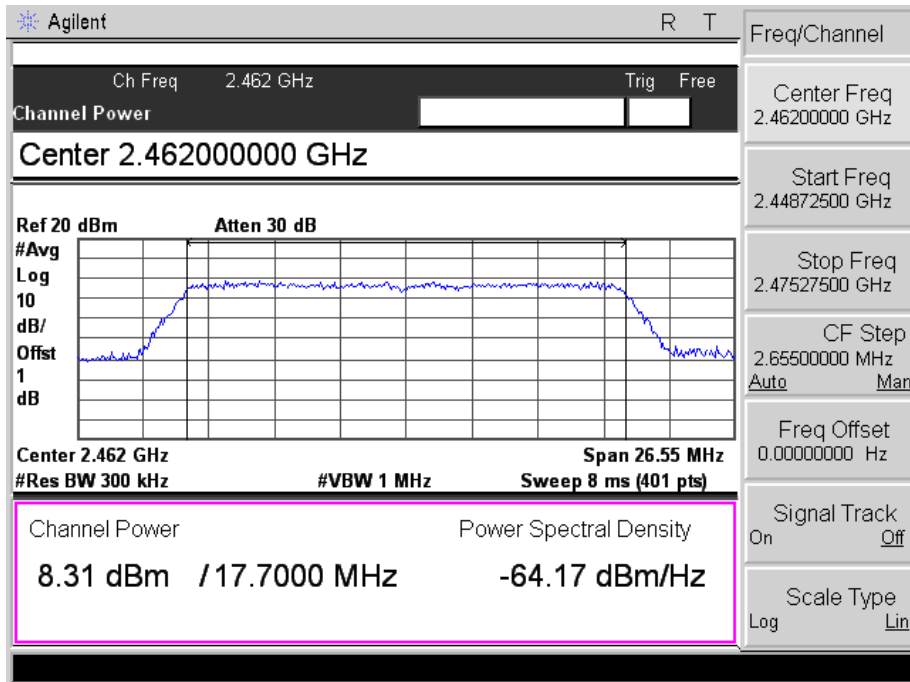 Agilent R T
Ch Freq 2.462 GHz Trig Free
Channel Power
Center 2.462000000 GHz
Ref 20 dBm Atten 30 dB
#Avg
Log
10
dB/
Offst
1
dB
Center 2.462 GHz Span 26.55 MHz
#Res BW 300 kHz #VBW 1 MHz Sweep 8 ms (401 pts)
Channel Power Power Spectral Density
8.31 dBm /17.7000 MHz -64.17 dBm/Hz
Freq/Channel
Center Freq
2.46200000 GHz
Start Freq
2.44872500 GHz
Stop Freq
2.47527500 GHz
CF Step
2.65500000 MHz
Auto Man
Freq Offset
0.00000000 Hz
Signal Track
On Off
Scale Type
Log Lin